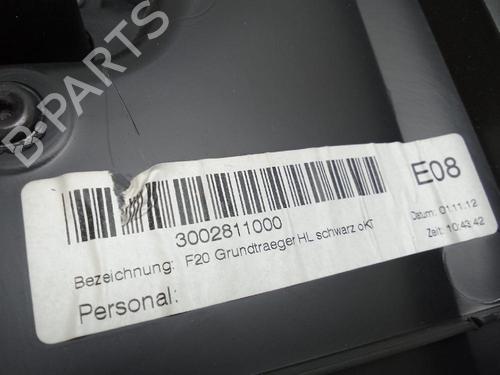 B-PARTS
E08
3002811000
Datum: 01.11.12
Bezeichnung: F20 Grundtraeger HL schwarz oKT
Zeit: 10:43:42
Personal: